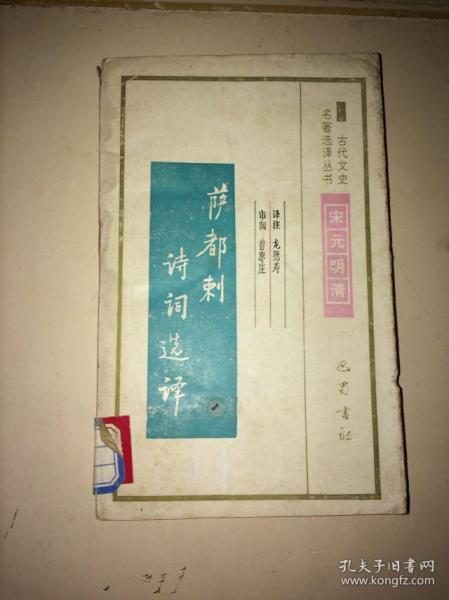 古代文史
名著选译丛书
宋元明清
译注 龙德寿
审阅 曾枣庄
萨都剌
诗词选译
巴蜀书社
孔夫子旧书网
www.kongfz.com